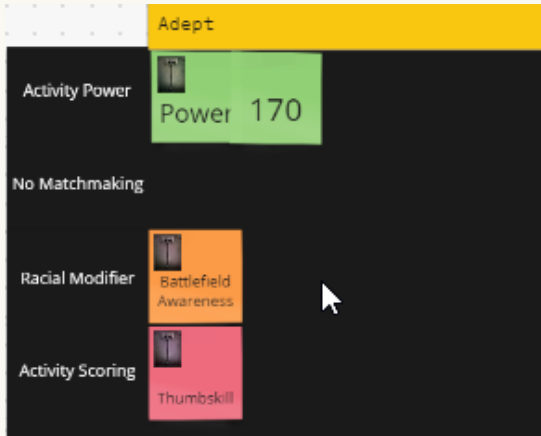 Adept
Activity Power
Power 170
No Matchmaking
Racial Modifier
Battlefield
Awareness
Activity Scoring
Thumbskill